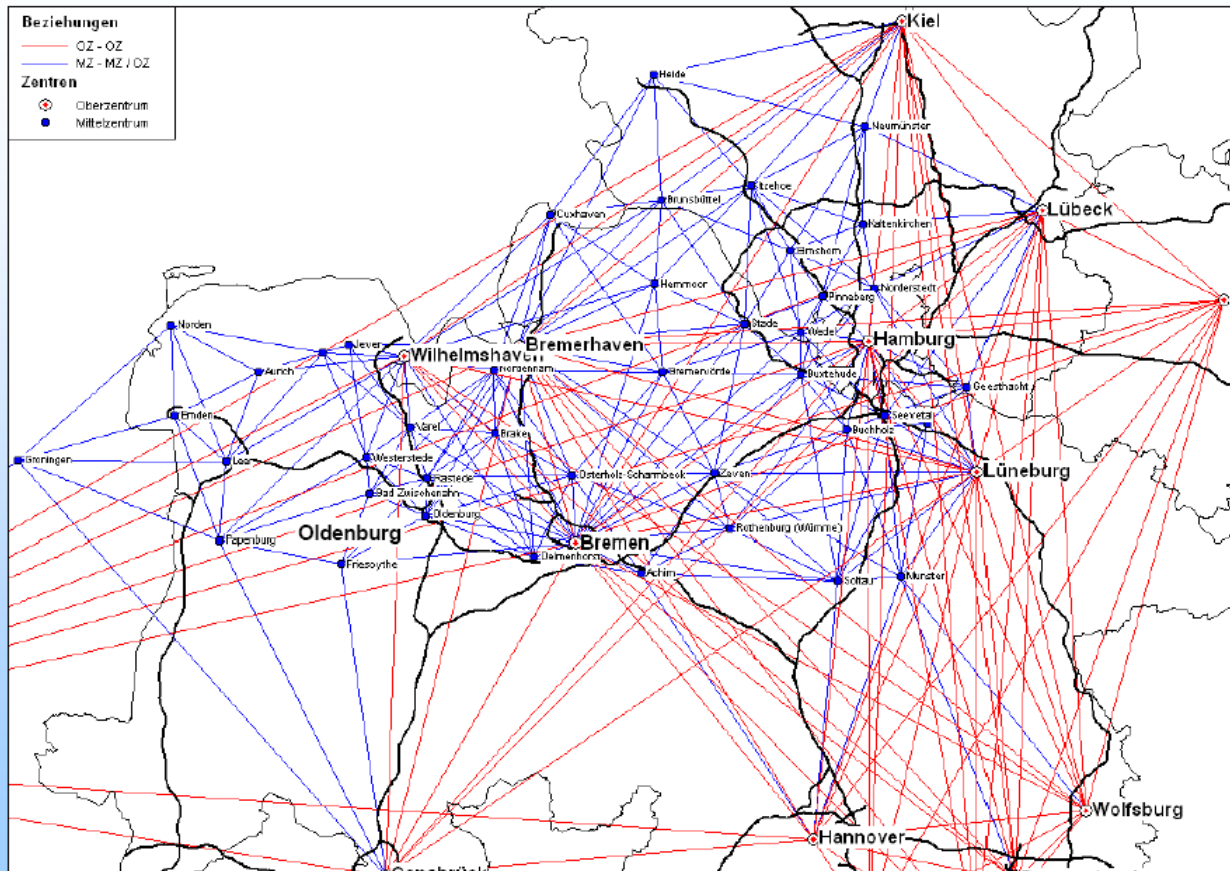 Beziehungen
OZ - OZ
MZ - MZ / OZ
Zentren
Oberzentrum
Mittelzentrum
Kiel
Heide
Neumünster
Itzehoe
Brunsbüttel
Cuxhaven
Lübeck
Kaltenkirchen
Elmshorn
Hemmoor
Norderstedt
Pinneberg
Norden
Stade
Wedel
Hamburg
Jever
Bremerhaven
Wilhelmshaven
Aurich
Nordenham
Bremervörde
Buxtehude
Geesthacht
Emden
Seevetal
Varel
Brake
Buchholz
Groningen
Leer
Westerstede
Rastede
Osterholz-Scharmbeck
Zeven
Lüneburg
Bad Zwischenahn
Oldenburg
Oldenburg
Rothenburg (Wümme)
Papenburg
Bremen
Delmenhorst
Friesoythe
Achim
Soltau
Munster
Wolfsburg
Hannover
Osnabrück